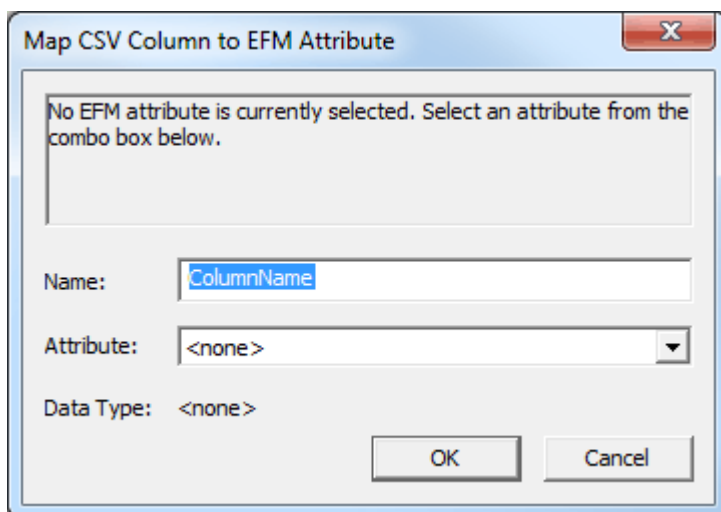 Map CSV Column to EFM Attribute
No EFM attribute is currently selected. Select an attribute from the
combo box below.
Name: ColumnName
Attribute: <none>
Data Type: <none>
OK Cancel